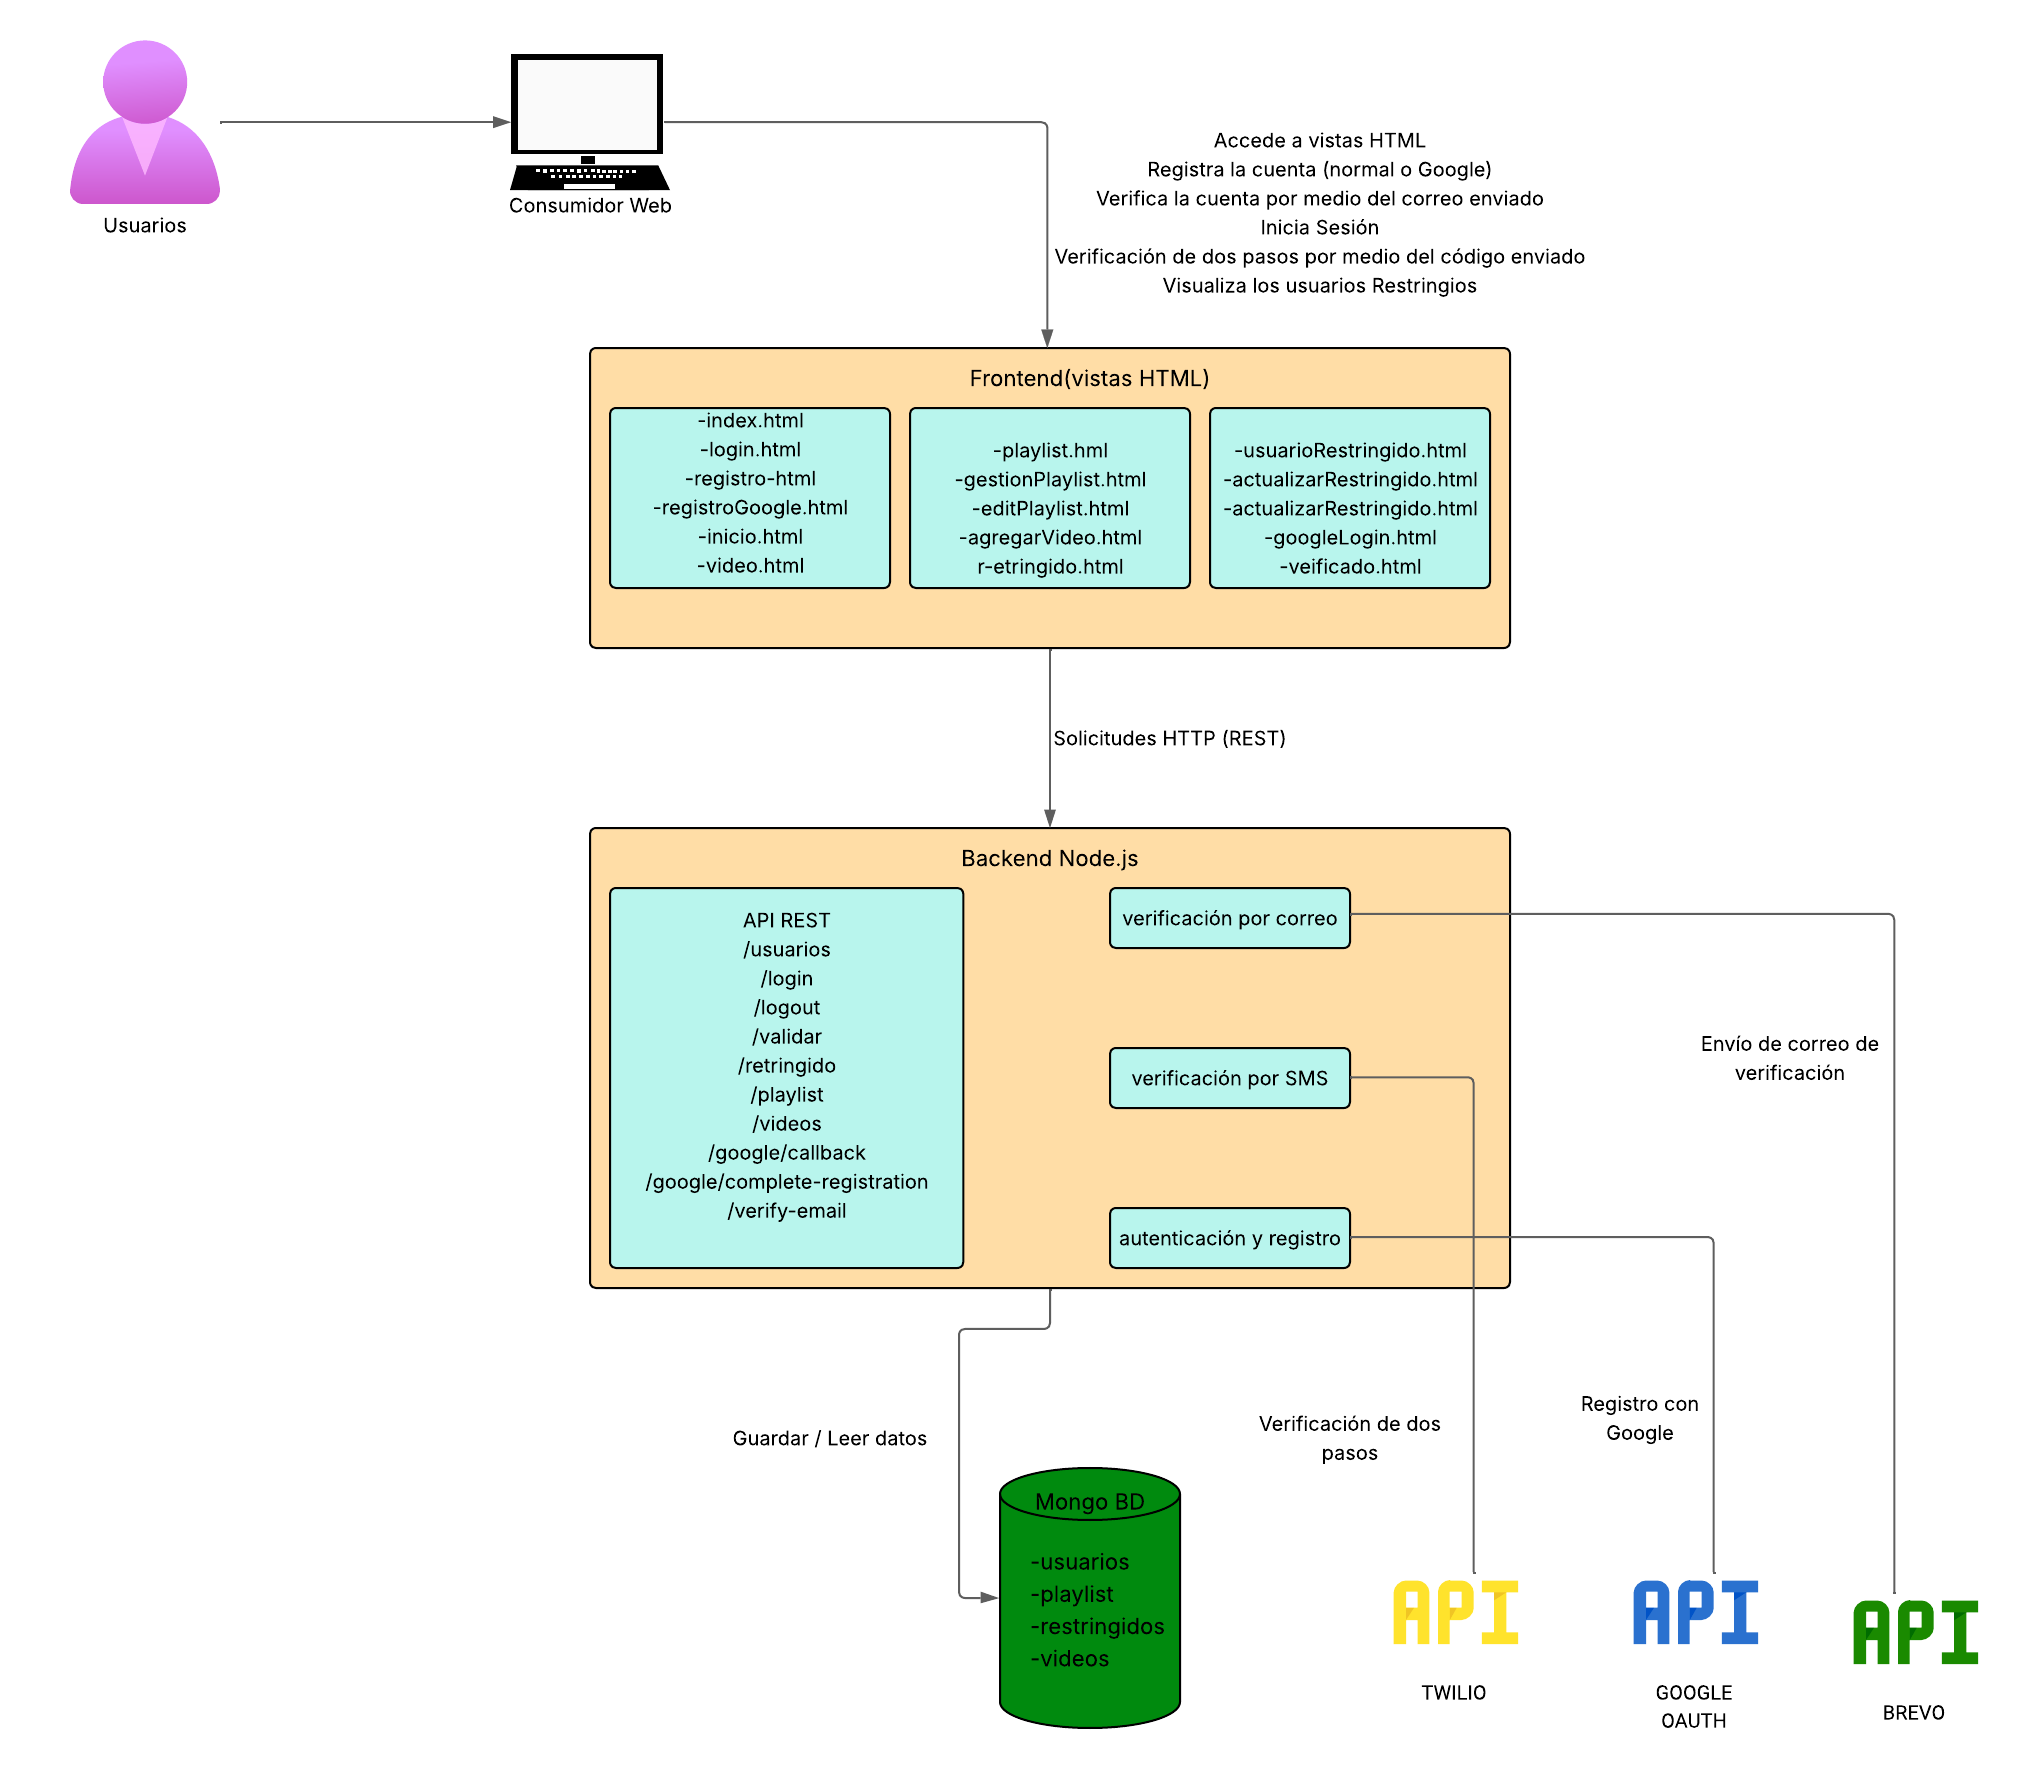 Usuarios
Consumidor Web
Accede a vistas HTML
Registra la cuenta (normal o Google)
Verifica la cuenta por medio del correo enviado
Inicia Sesión
Verificación de dos pasos por medio del código enviado
Visualiza los usuarios Restringios
Frontend(vistas HTML)
-index.html
-login.html
-registro-html
-registroGoogle.html
-inicio.html
-video.html
-playlist.hml
-gestionPlaylist.html
-editPlaylist.html
-agregarVideo.html
r-etringido.html
-usuarioRestringido.html
-actualizarRestringido.html
-actualizarRestringido.html
-googleLogin.html
-veificado.html
Solicitudes HTTP (REST)
Backend Node.js
API REST
/usuarios
/login
/logout
/validar
/retringido
/playlist
/videos
/google/callback
/google/complete-registration
/verify-email
verificación por correo
verificación por SMS
autenticación y registro
Envío de correo de
verificación
Guardar / Leer datos
Verificación de dos
pasos
Registro con
Google
Mongo BD
-usuarios
-playlist
-restringidos
-videos
API
TWILIO
API
GOOGLE
OAUTH
API
BREVO